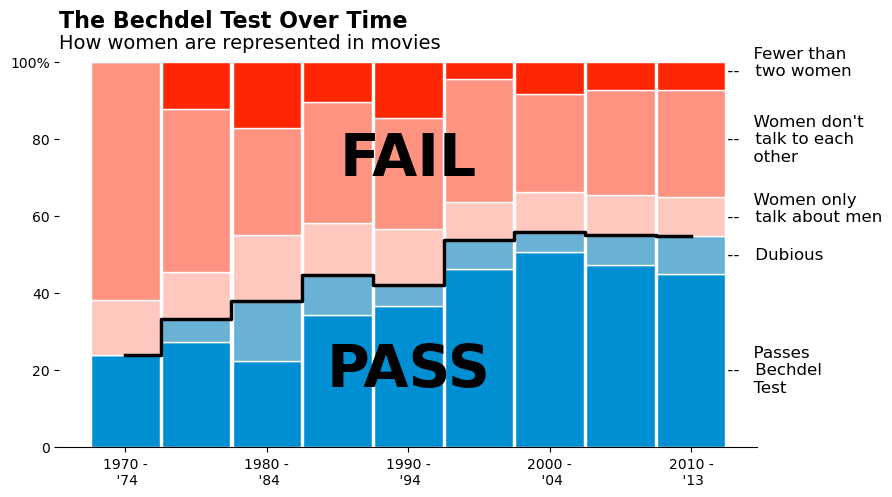 The Bechdel Test Over Time
How women are represented in movies
100%
80
60
40
20
0
FAIL
PASS
Fewer than
two women
Women don't
talk to each
other
Women only
talk about men
Dubious
Passes
Bechdel
Test
1970 -
'74
1980 -
'84
1990 -
'94
2000 -
'04
2010 -
'13